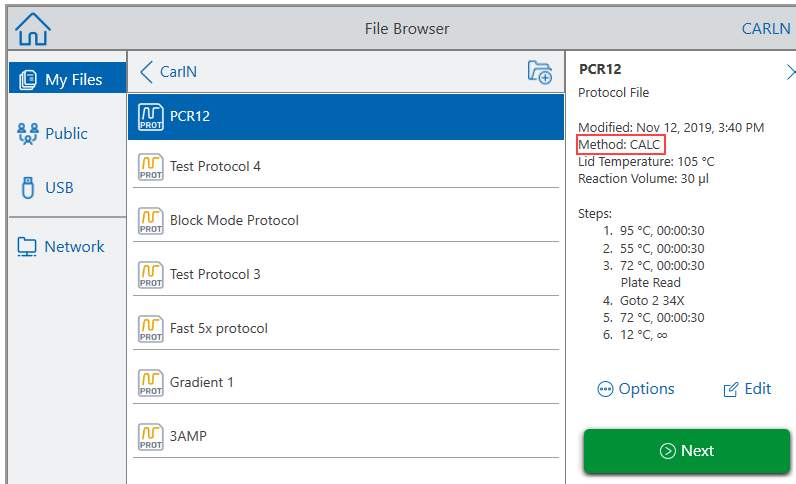 File Browser
CARLN
My Files
Public
USB
Network
CarlN
PROT
PCR12
PROT
Test Protocol 4
PROT
Block Mode Protocol
PROT
Test Protocol 3
PROT
Fast 5x protocol
PROT
Gradient 1
PROT
3AMP
PCR12
Protocol File
Modified: Nov 12, 2019, 3:40 PM
Method: CALC
Lid Temperature: 105 °C
Reaction Volume: 30 µl
Steps:
1. 95 °C, 00:00:30
2. 55 °C, 00:00:30
3. 72 °C, 00:00:30
Plate Read
4. Goto 2 34X
5. 72 °C, 00:00:30
6. 12 °C, ∞
Options
Edit
Next